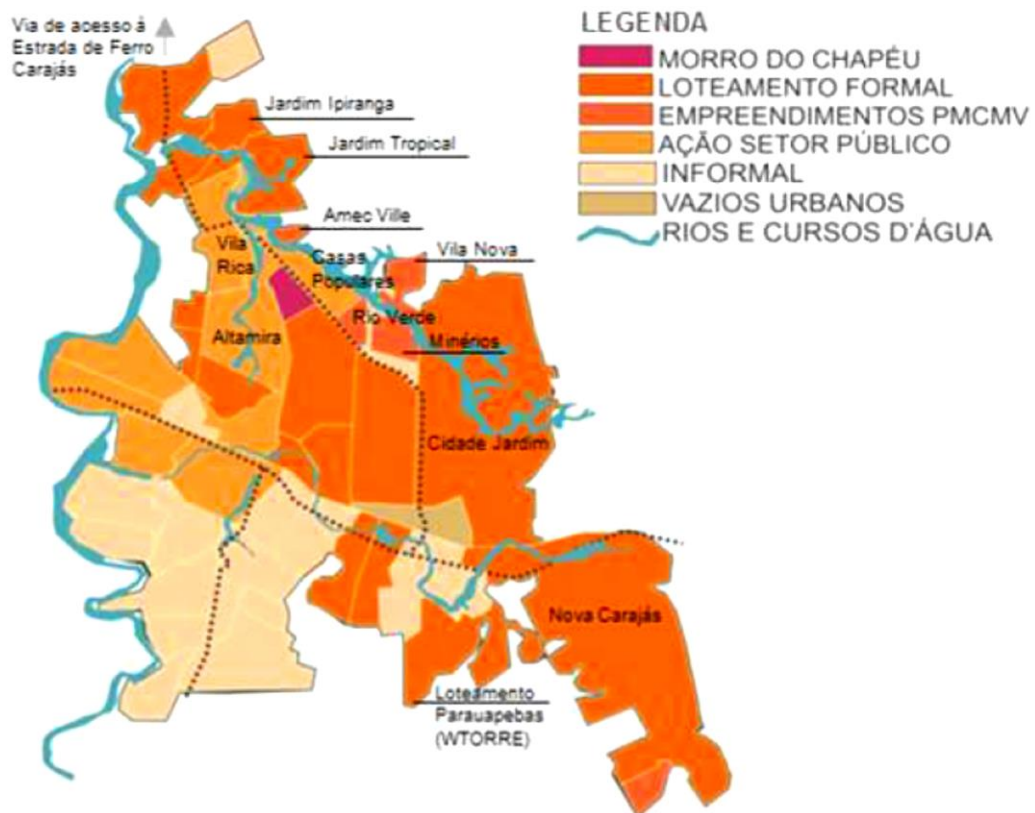 Via de acesso á
Estrada de Ferro
Carajás
Jardim Ipiranga
Jardim Tropical
Amec Ville
Vila Nova
Vila
Rica
Casas
Populares
Rio Verde
Altamira
Minérios
Cidade Jardim
Nova Carajás
Loteamento
Parauapebas
(WTORRE)
LEGENDA
MORRO DO CHAPÉU
LOTEAMENTO FORMAL
EMPREENDIMENTOS PMCMV
AÇÃO SETOR PÚBLICO
INFORMAL
VAZIOS URBANOS
RIOS E CURSOS D'ÁGUA